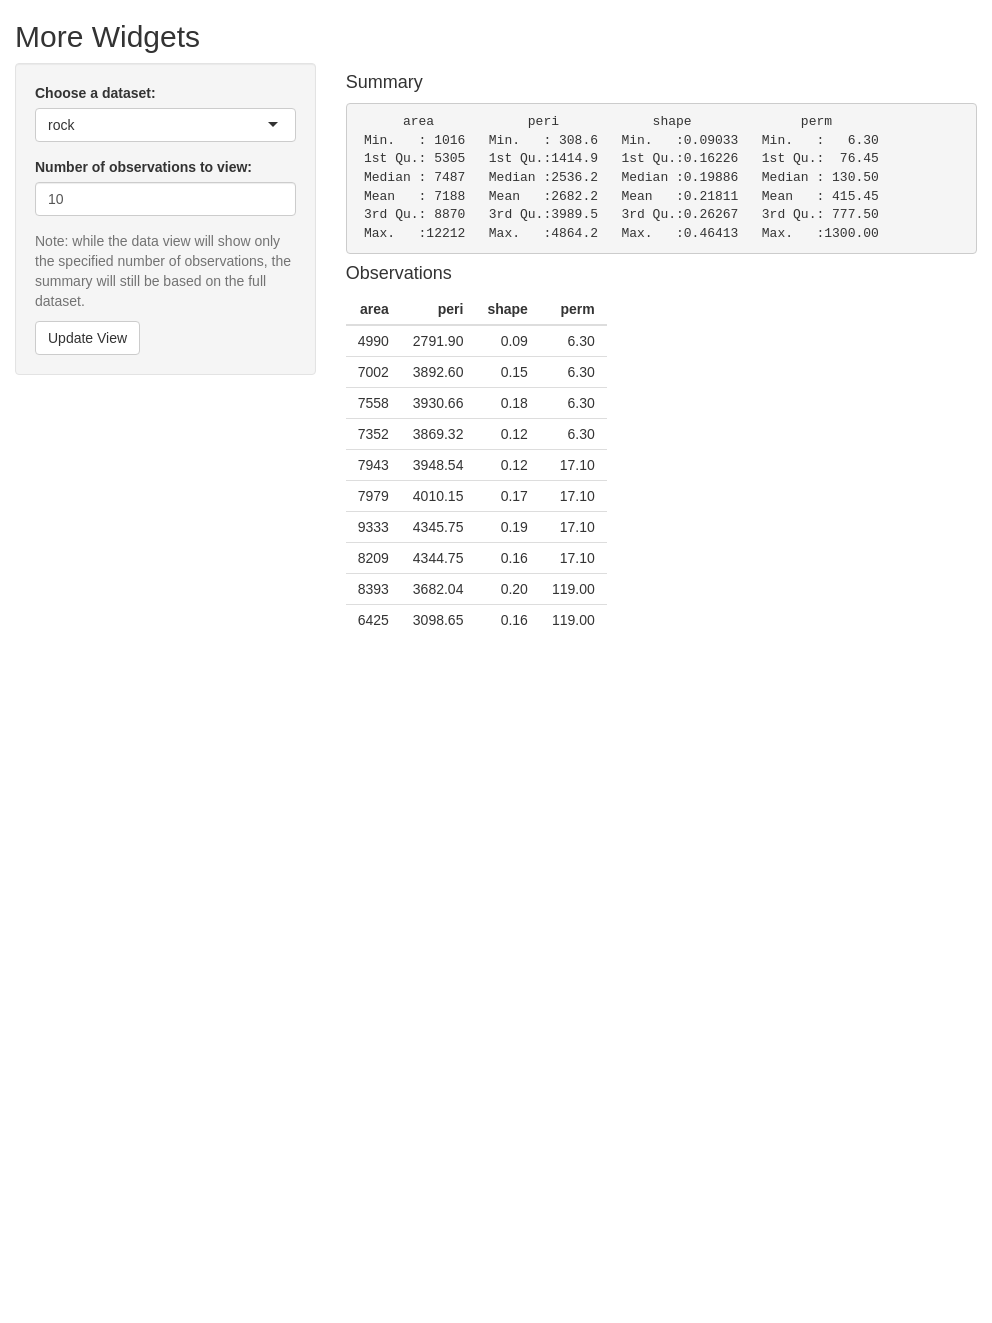 More Widgets
Choose a dataset:
rock
Number of observations to view:
10
Note: while the data view will show only
the specified number of observations, the
summary will still be based on the full
dataset.
Update View
Summary
area peri shape perm
Min.   : 1016   Min.   : 308.6   Min.   :0.09033   Min.   :   6.30
1st Qu.: 5305   1st Qu.:1414.9   1st Qu.:0.16226   1st Qu.:  76.45
Median : 7487   Median :2536.2   Median :0.19886   Median : 130.50
Mean   : 7188   Mean   :2682.2   Mean   :0.21811   Mean   : 415.45
3rd Qu.: 8870   3rd Qu.:3989.5   3rd Qu.:0.26267   3rd Qu.: 777.50
Max.   :12212   Max.   :4864.2   Max.   :0.46413   Max.   :1300.00
Observations
area peri shape perm
4990 2791.90 0.09 6.30
7002 3892.60 0.15 6.30
7558 3930.66 0.18 6.30
7352 3869.32 0.12 6.30
7943 3948.54 0.12 17.10
7979 4010.15 0.17 17.10
9333 4345.75 0.19 17.10
8209 4344.75 0.16 17.10
8393 3682.04 0.20 119.00
6425 3098.65 0.16 119.00